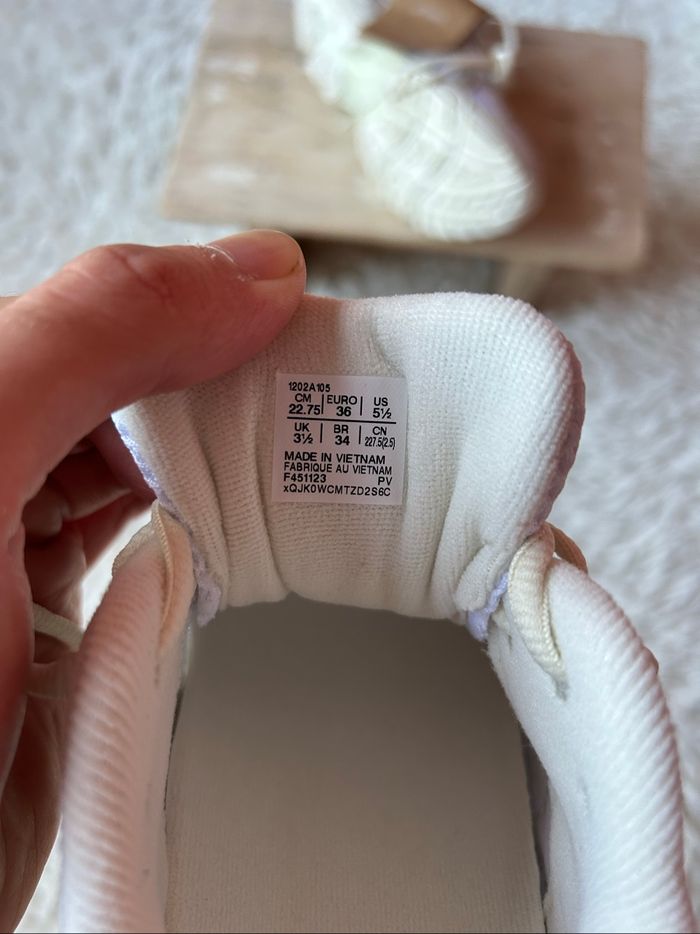 1202A105
CM EURO US
22.75 36 5½
UK BR CN
3½ 34 227.5(2.5)
MADE IN VIETNAM
FABRIQUE AU VIETNAM
F451123 PV
xQJK0WCMTZD2S6C